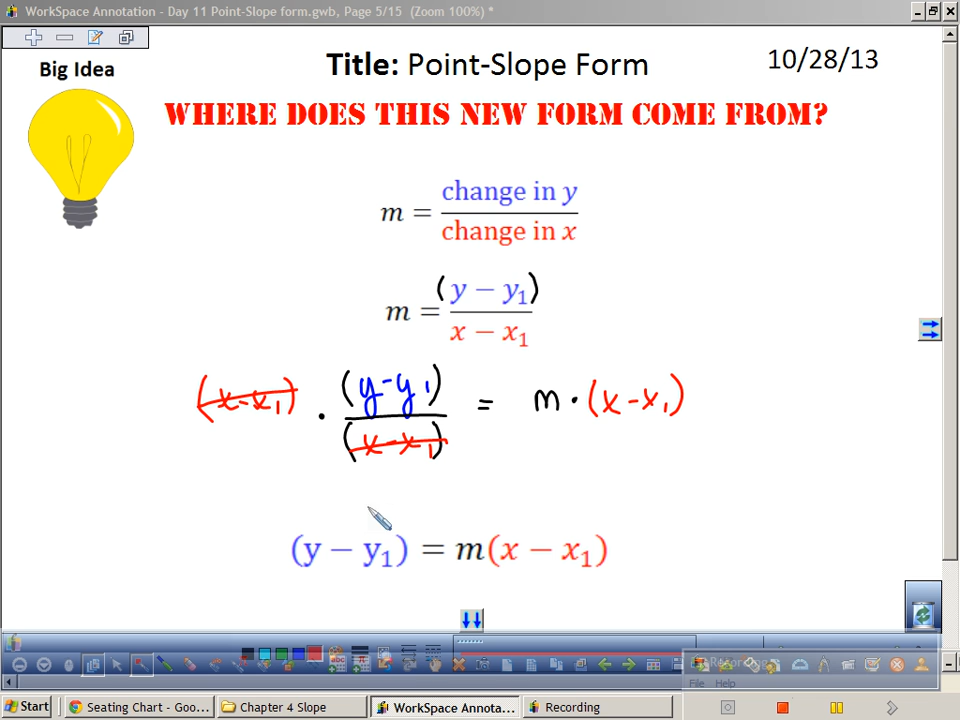 WorkSpace Annotation - Day 11 Point-Slope form.gwb, Page 5/15 (Zoom 100%) *
Big Idea
Title: Point-Slope Form
10/28/13
WHERE DOES THIS NEW FORM COME FROM?
m = change in y / change in x
m = (y − y₁) / x − x₁
(x-x₁) · (y-y₁) / (x-x₁) = m · (x-x₁)
(y − y₁) = m(x − x₁)
Recording
File Help
Start
Seating Chart - Goo...
Chapter 4 Slope
WorkSpace Annota...
Recording